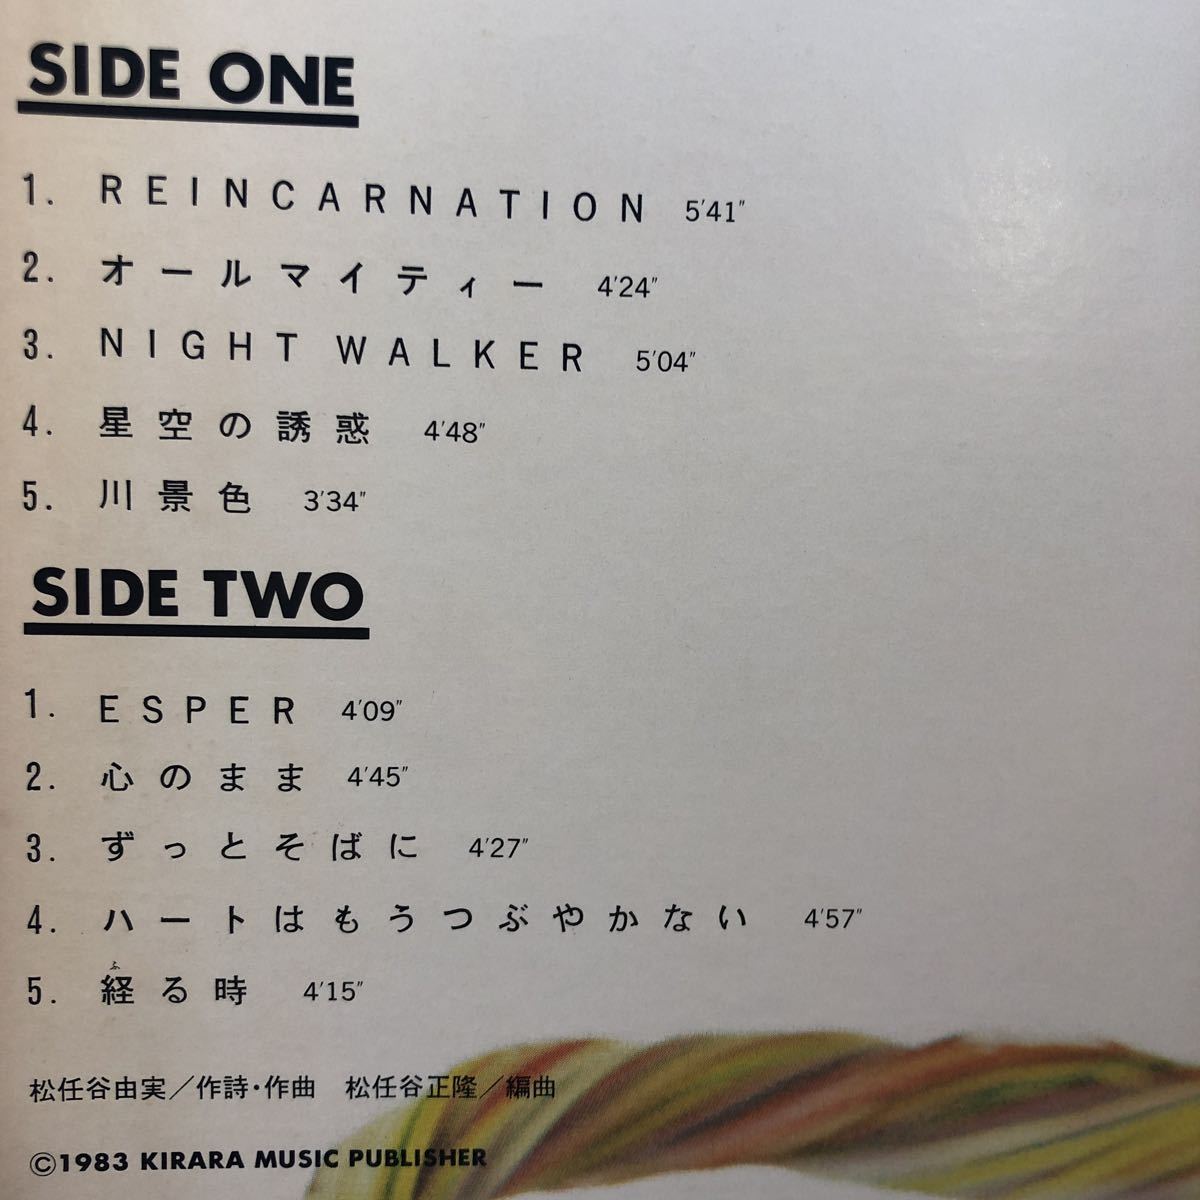 SIDE ONE
1. REINCARNATION 5'41"
2. オールマイティー 4'24"
3. NIGHT WALKER 5'04"
4. 星空の誘惑 4'48"
5. 川景色 3'34"
SIDE TWO
1. ESPER 4'09"
2. 心のまま 4'45"
3. ずっとそばに 4'27"
4. ハートはもうつぶやかない 4'57"
ふ
5. 経る時 4'15"
松任谷由実／作詩・作曲 松任谷正隆／編曲
©1983 KIRARA MUSIC PUBLISHER